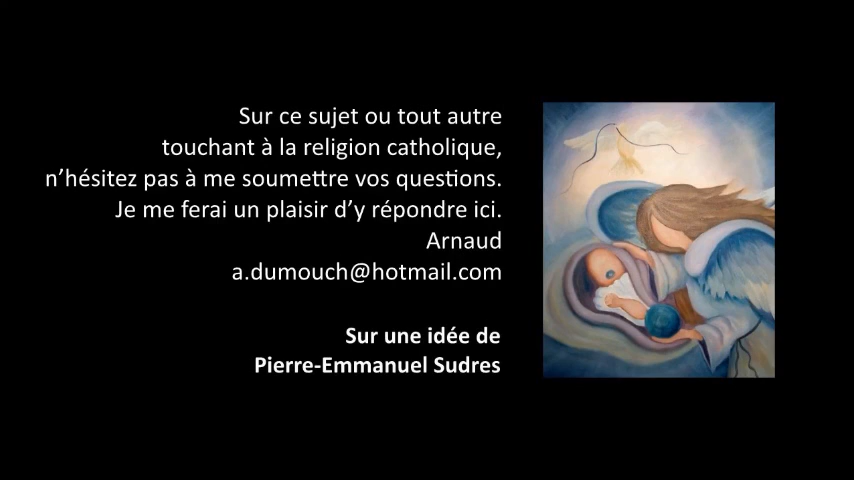 Sur ce sujet ou tout autre
touchant à la religion catholique,
n’hésitez pas à me soumettre vos questions.
Je me ferai un plaisir d’y répondre ici.
Arnaud
a.dumouch@hotmail.com
Sur une idée de
Pierre-Emmanuel Sudres